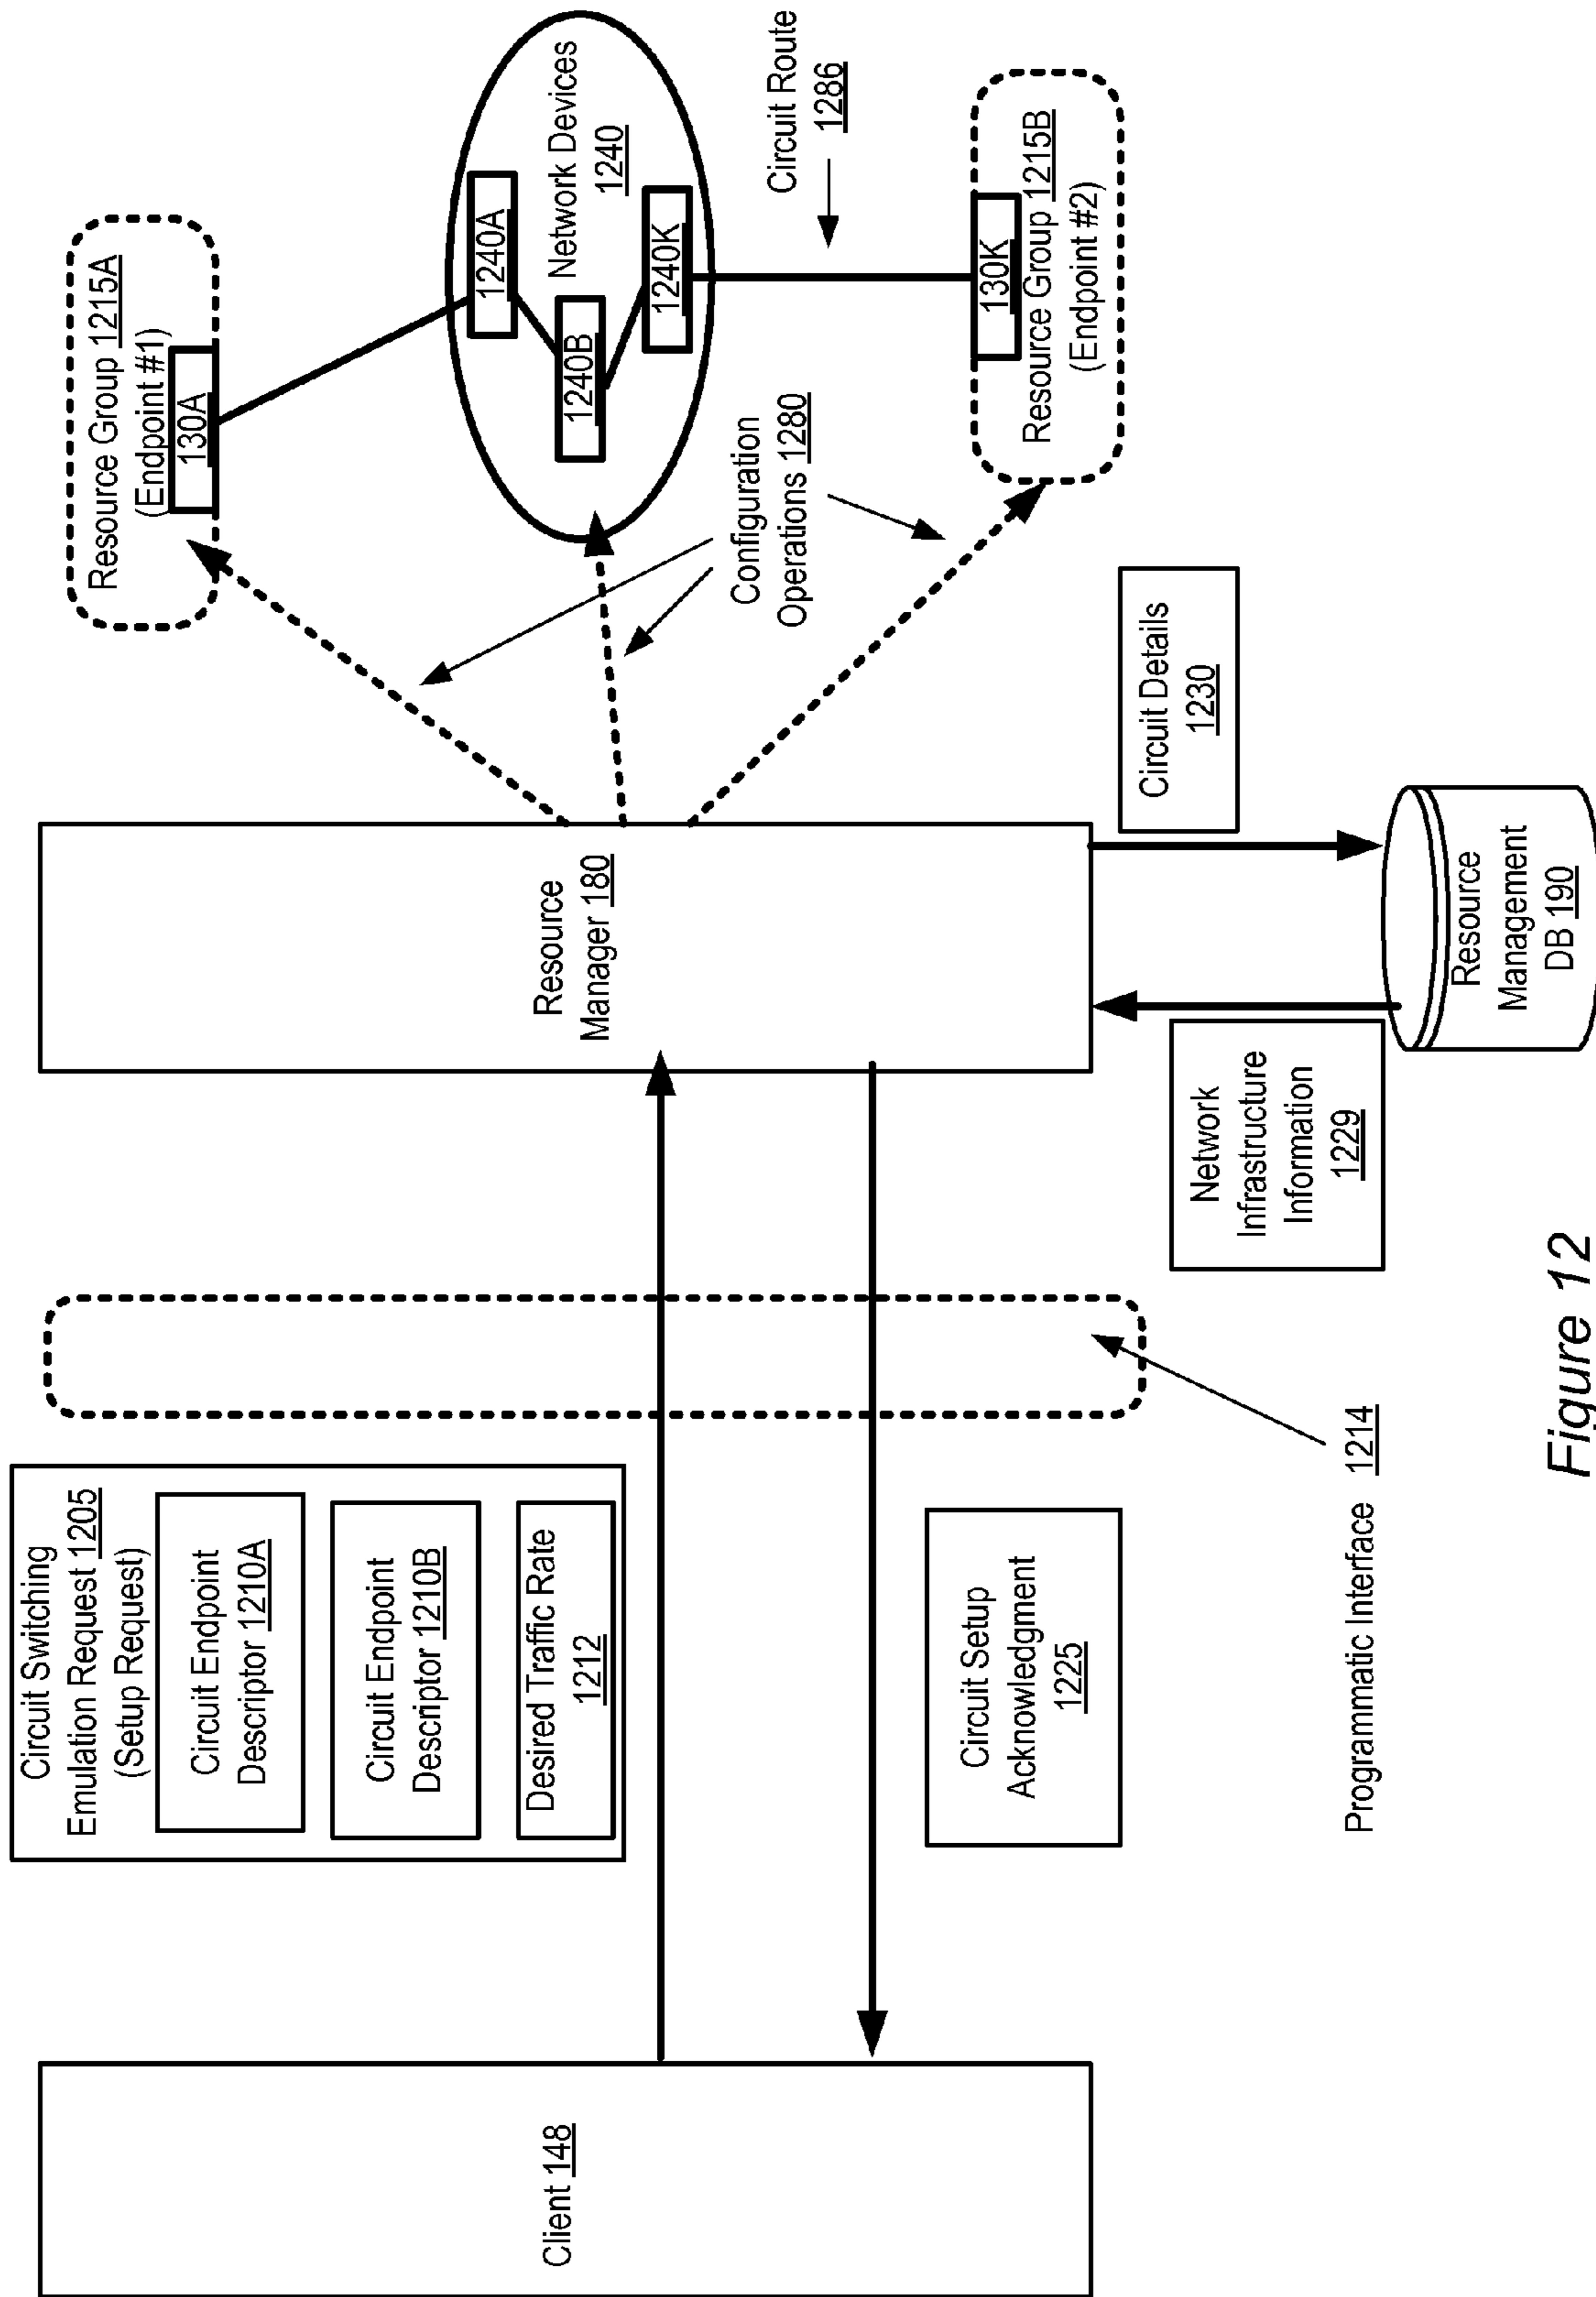 Circuit Switching
Emulation Request 1205
(Setup Request)
Circuit Endpoint
Descriptor 1210A
Circuit Endpoint
Descriptor 1210B
Desired Traffic Rate
1212
Client 148
Circuit Setup
Acknowledgment
1225
Programmatic Interface 1214
Resource
Manager 180
Network
Infrastructure
Information
1229
Circuit Details
1230
Resource
Management
DB 190
Configuration
Operations 1280
Resource Group 1215A
(Endpoint #1)
130A
1240A
1240B
1240K
Network Devices
1240
Circuit Route
1286
130K
Resource Group 1215B
(Endpoint #2)
Figure 12